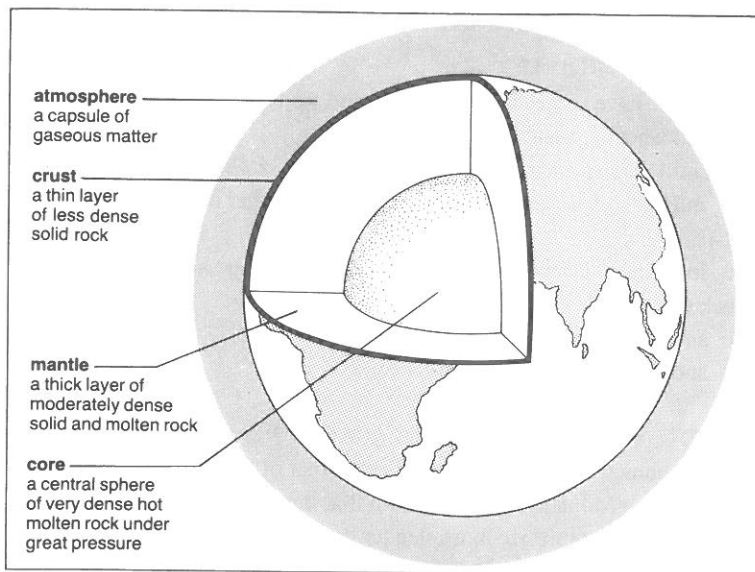 atmosphere
a capsule of
gaseous matter
crust
a thin layer
of less dense
solid rock
mantle
a thick layer of
moderately dense
solid and molten rock
core
a central sphere
of very dense hot
molten rock under
great pressure